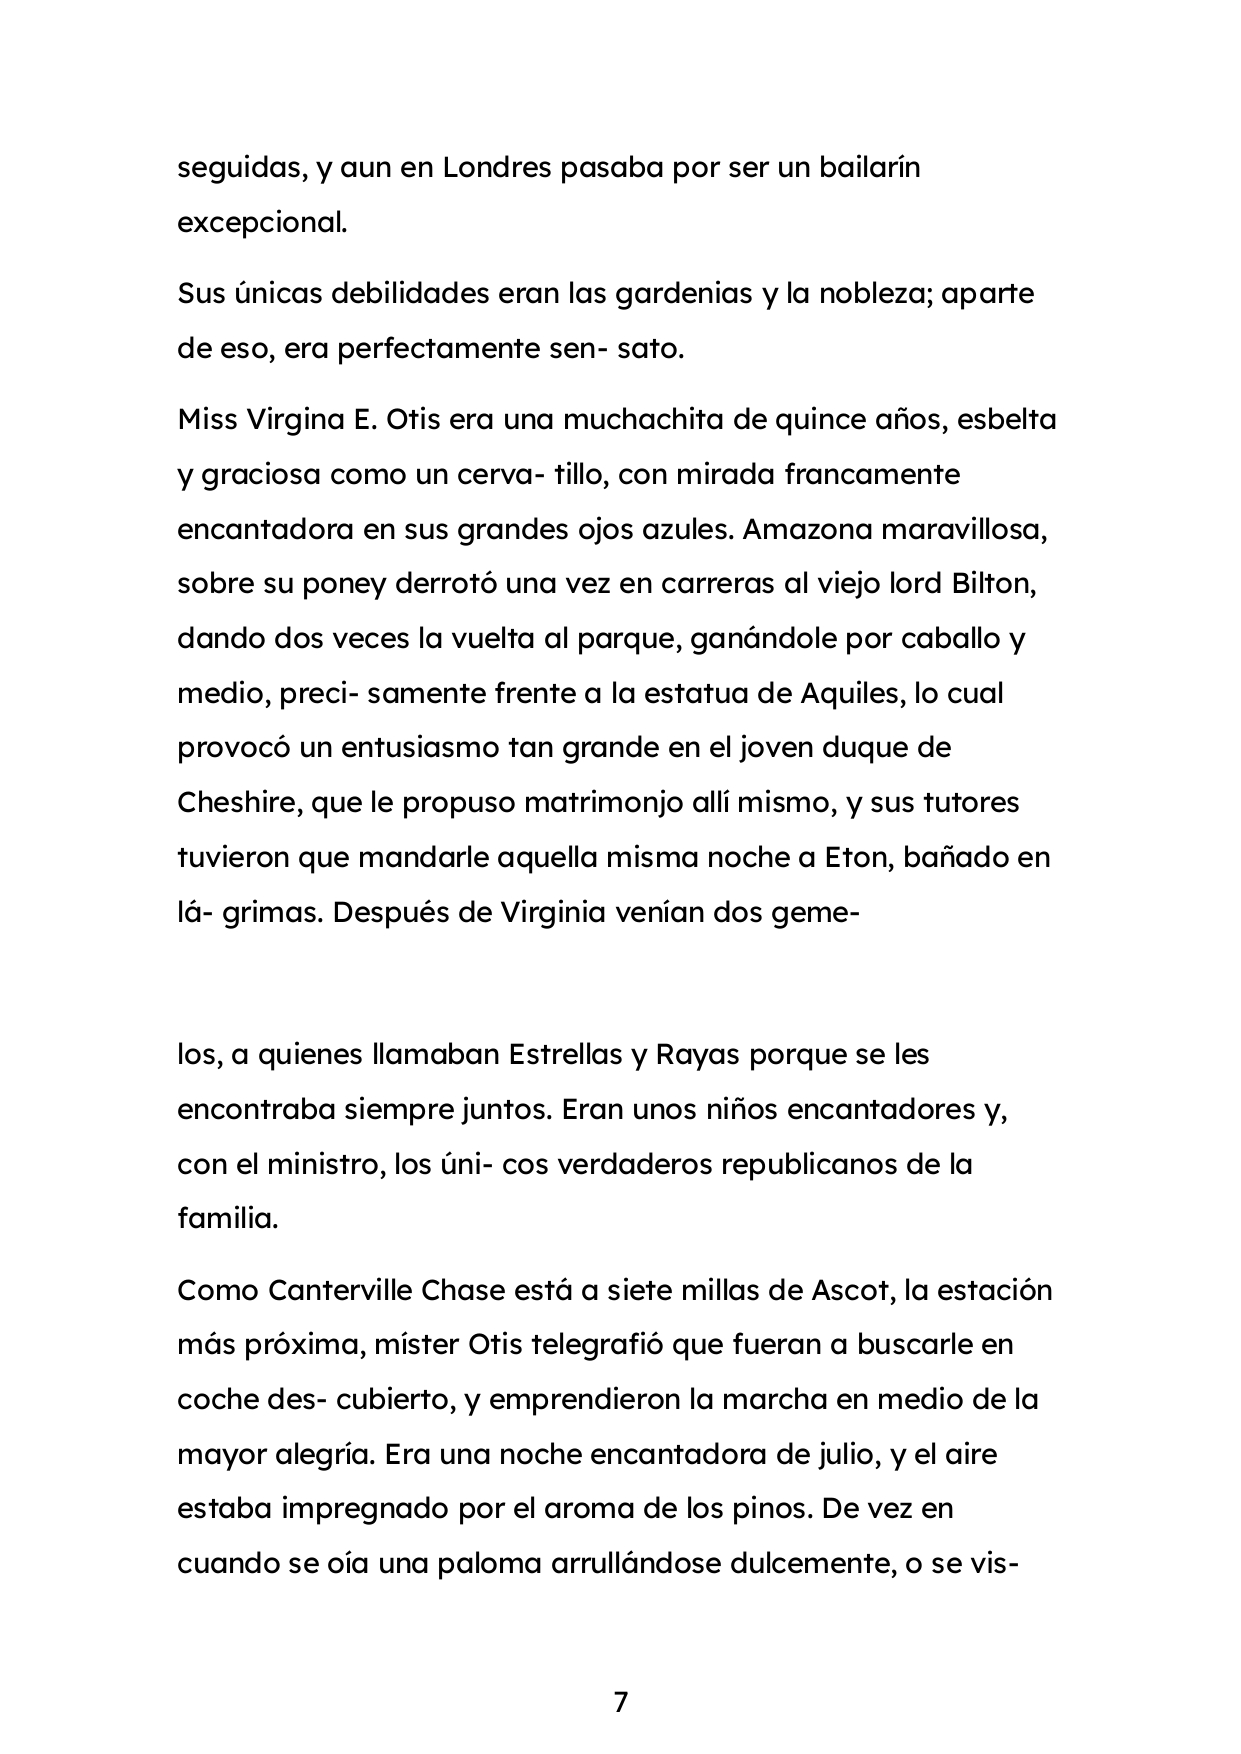 seguidas, y aun en Londres pasaba por ser un bailarín
excepcional.
Sus únicas debilidades eran las gardenias y la nobleza; aparte
de eso, era perfectamente sen- sato.
Miss Virgina E. Otis era una muchachita de quince años, esbelta
y graciosa como un cerva- tillo, con mirada francamente
encantadora en sus grandes ojos azules. Amazona maravillosa,
sobre su poney derrotó una vez en carreras al viejo lord Bilton,
dando dos veces la vuelta al parque, ganándole por caballo y
medio, preci- samente frente a la estatua de Aquiles, lo cual
provocó un entusiasmo tan grande en el joven duque de
Cheshire, que le propuso matrimonjo allí mismo, y sus tutores
tuvieron que mandarle aquella misma noche a Eton, bañado en
lá- grimas. Después de Virginia venían dos geme-
los, a quienes llamaban Estrellas y Rayas porque se les
encontraba siempre juntos. Eran unos niños encantadores y,
con el ministro, los úni- cos verdaderos republicanos de la
familia.
Como Canterville Chase está a siete millas de Ascot, la estación
más próxima, míster Otis telegrafió que fueran a buscarle en
coche des- cubierto, y emprendieron la marcha en medio de la
mayor alegría. Era una noche encantadora de julio, y el aire
estaba impregnado por el aroma de los pinos. De vez en
cuando se oía una paloma arrullándose dulcemente, o se vis-
7